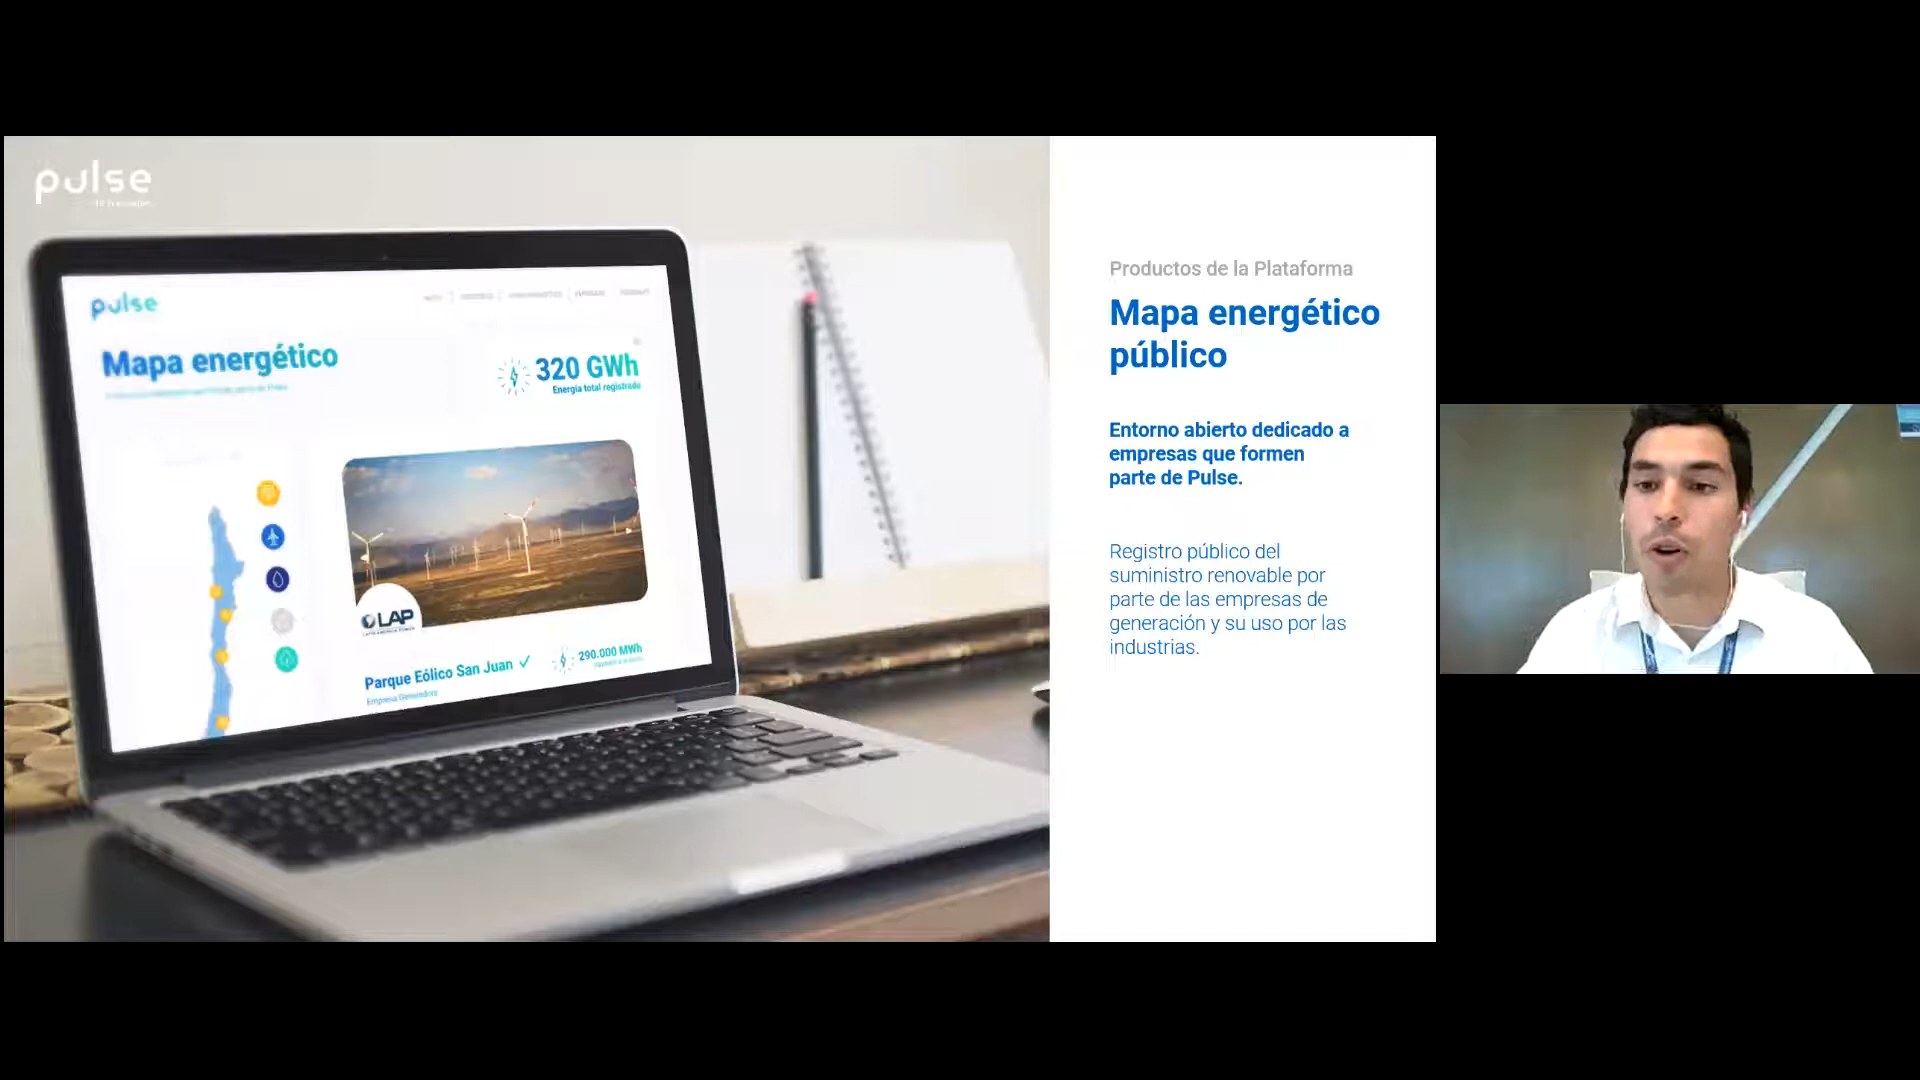 pulse
pulse
Mapa energético
320 GWh
Energía total registrada
LAP
Parque Eólico San Juan
Empresa Generadora
290.000 MWh
Productos de la Plataforma
Mapa energético
público
Entorno abierto dedicado a
empresas que formen
parte de Pulse.
Registro público del
suministro renovable por
parte de las empresas de
generación y su uso por las
industrias.